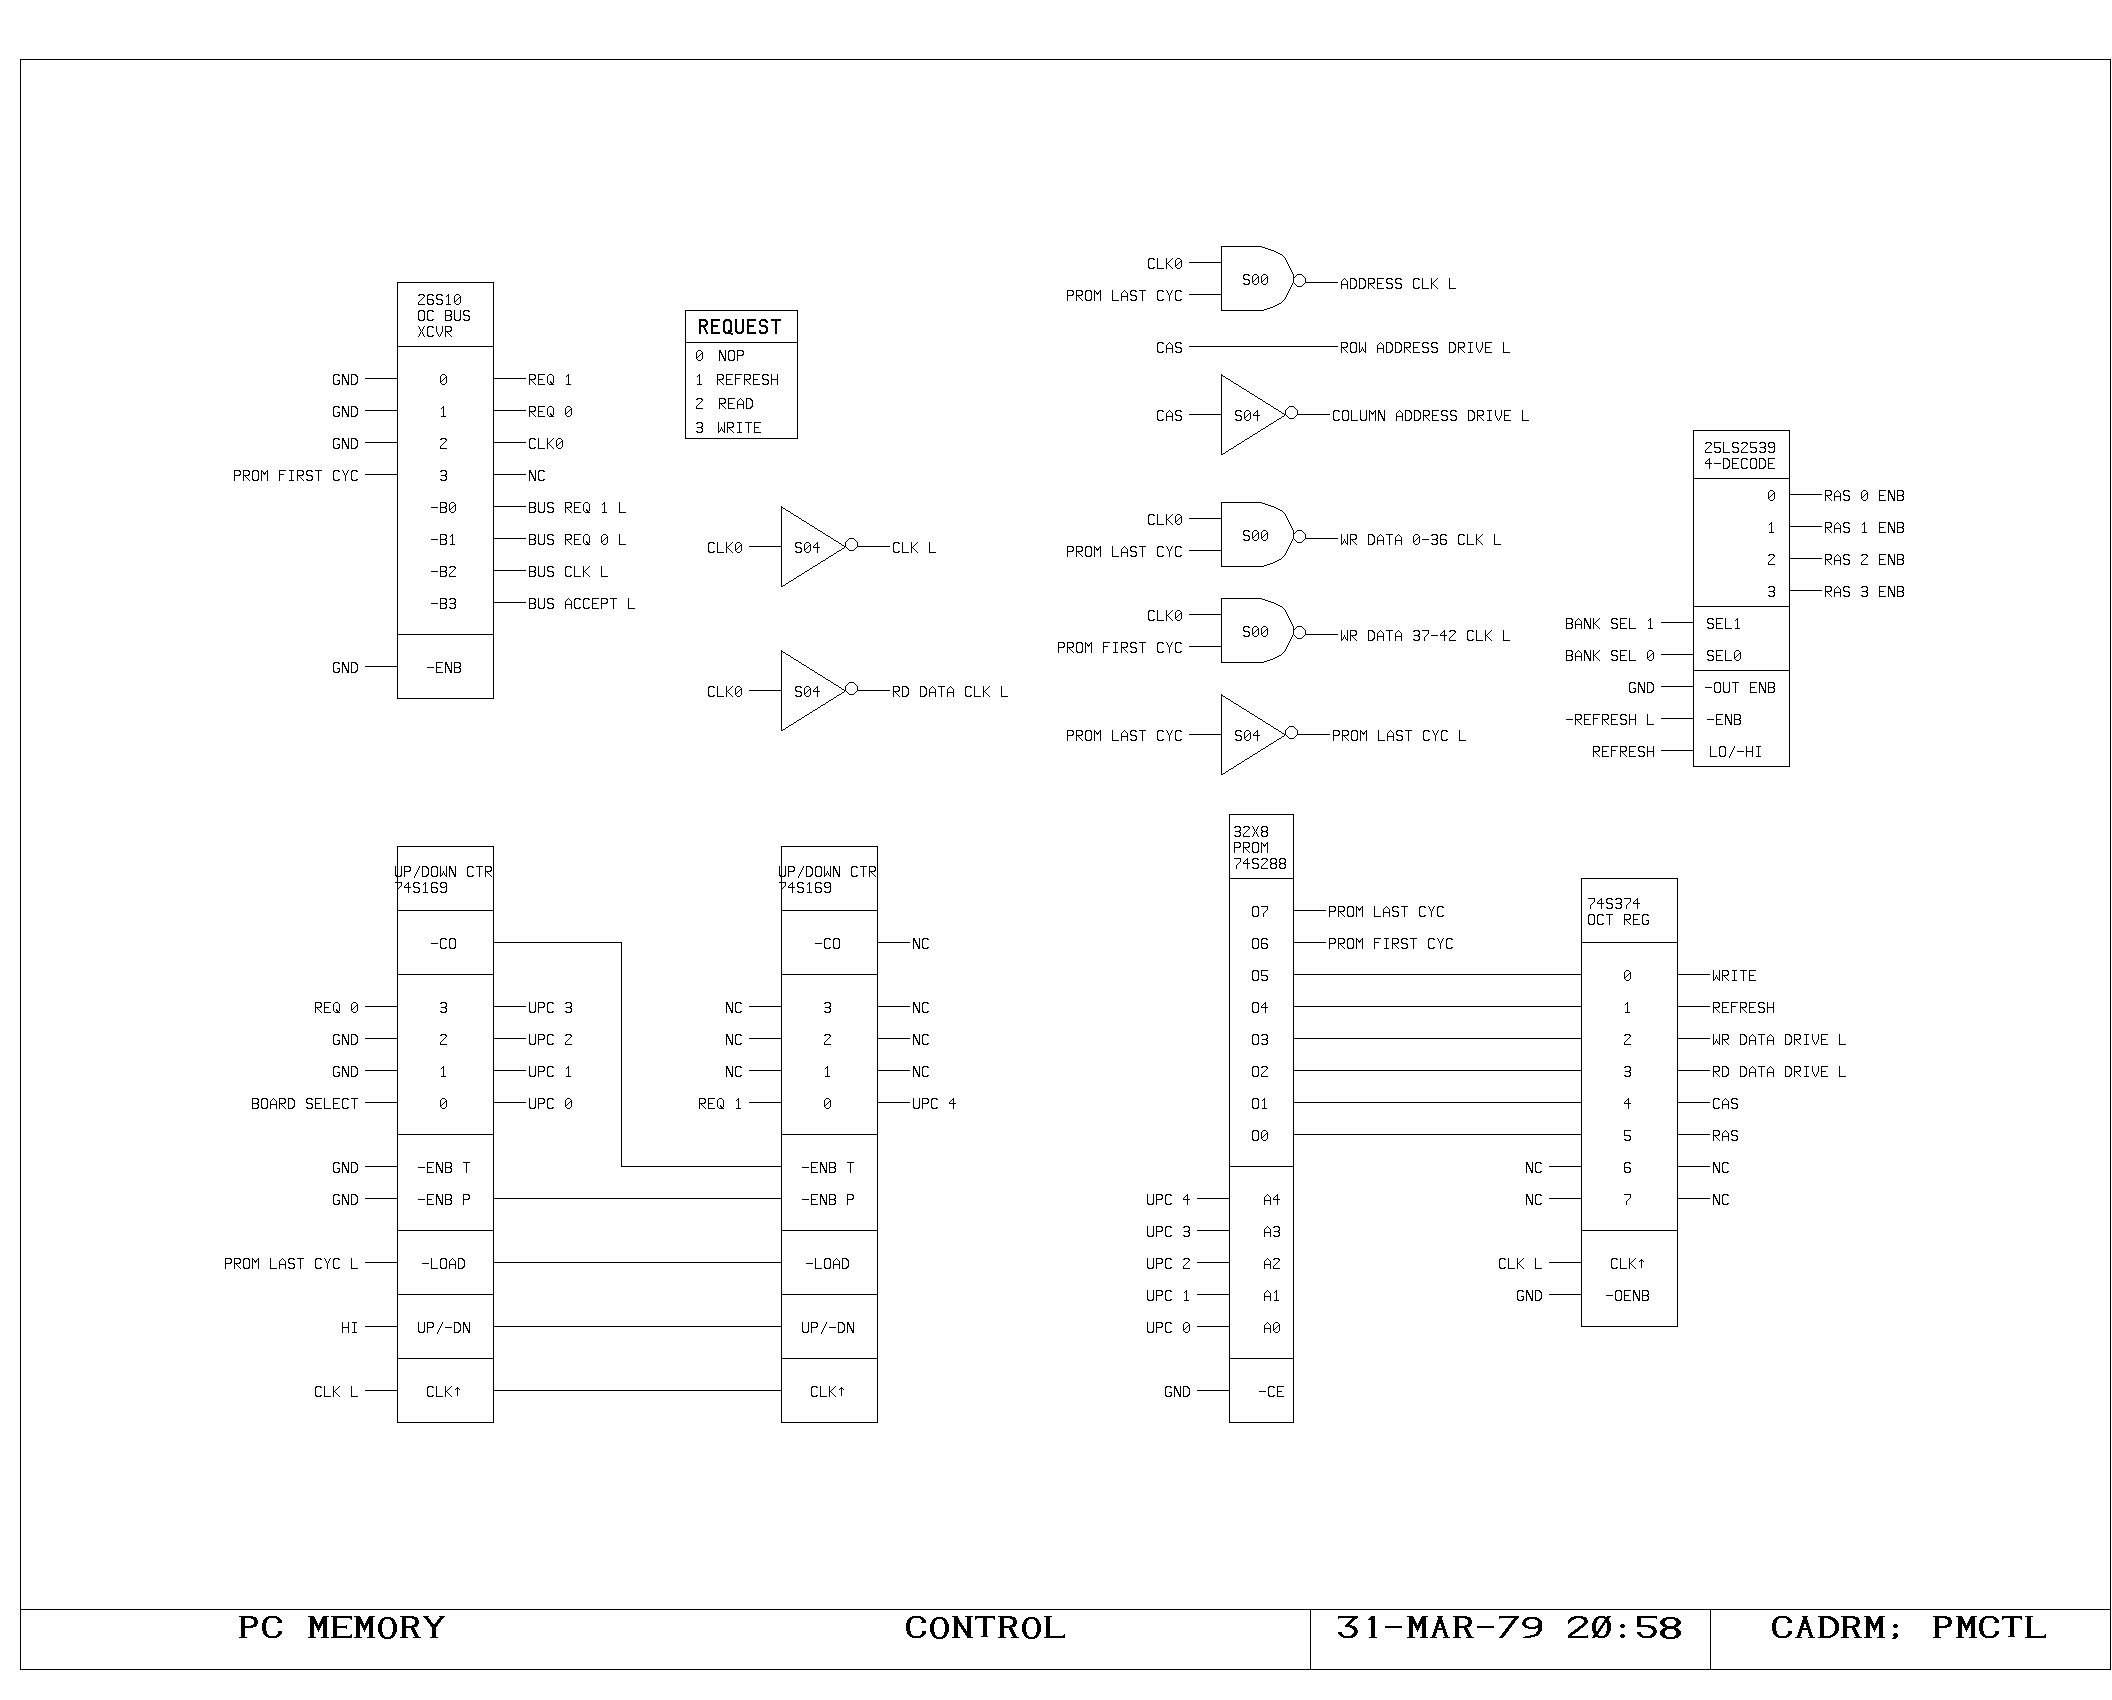 26S10
OC BUS
XCVR
GND 0 REQ 1
GND 1 REQ 0
GND 2 CLK0
PROM FIRST CYC 3 NC
-B0 BUS REQ 1 L
-B1 BUS REQ 0 L
-B2 BUS CLK L
-B3 BUS ACCEPT L
GND -ENB
REQUEST
0 NOP
1 REFRESH
2 READ
3 WRITE
CLK0 S04 CLK L
CLK0 S04 RD DATA CLK L
CLK0
S00 ADDRESS CLK L
PROM LAST CYC
CAS ROW ADDRESS DRIVE L
CAS S04 COLUMN ADDRESS DRIVE L
CLK0
S00 WR DATA 0-36 CLK L
PROM LAST CYC
CLK0
S00 WR DATA 37-42 CLK L
PROM FIRST CYC
PROM LAST CYC S04 PROM LAST CYC L
25LS2539
4-DECODE
0 RAS 0 ENB
1 RAS 1 ENB
2 RAS 2 ENB
3 RAS 3 ENB
BANK SEL 1 SEL1
BANK SEL 0 SEL0
GND -OUT ENB
-REFRESH L -ENB
REFRESH LO/-HI
UP/DOWN CTR
74S169
-CO
REQ 0 3 UPC 3
GND 2 UPC 2
GND 1 UPC 1
BOARD SELECT 0 UPC 0
GND -ENB T
GND -ENB P
PROM LAST CYC L -LOAD
HI UP/-DN
CLK L CLK↑
UP/DOWN CTR
74S169
-CO NC
NC 3 NC
NC 2 NC
NC 1 NC
REQ 1 0 UPC 4
-ENB T
-ENB P
-LOAD
UP/-DN
CLK↑
32X8
PROM
74S288
O7 PROM LAST CYC
O6 PROM FIRST CYC
O5
O4
O3
O2
O1
O0
UPC 4 A4
UPC 3 A3
UPC 2 A2
UPC 1 A1
UPC 0 A0
GND -CE
74S374
OCT REG
0 WRITE
1 REFRESH
2 WR DATA DRIVE L
3 RD DATA DRIVE L
4 CAS
5 RAS
NC 6 NC
NC 7 NC
CLK L CLK↑
GND -OENB
PC MEMORY CONTROL 31-MAR-79 20:58 CADRM; PMCTL